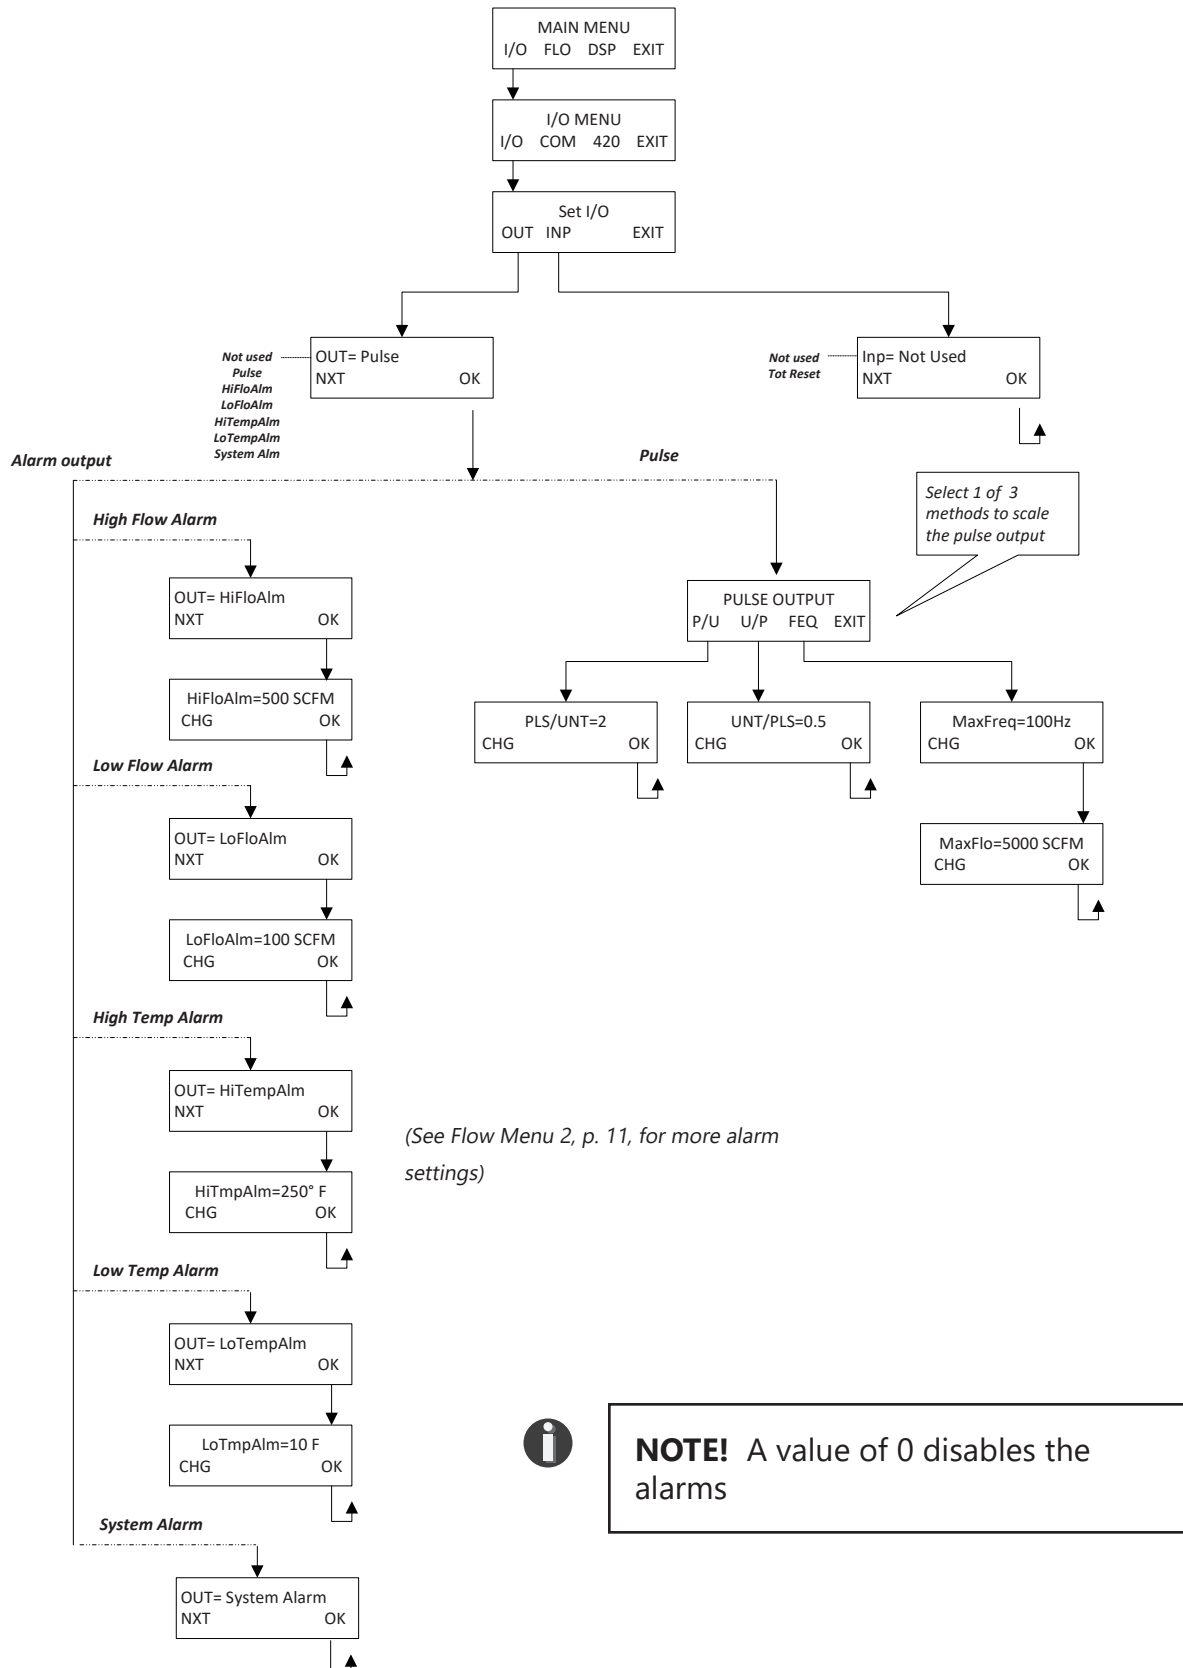 MAIN MENU
I/O FLO DSP EXIT
I/O MENU
I/O COM 420 EXIT
Set I/O
OUT INP EXIT
OUT= Pulse
NXT OK
Not used
Pulse
HiFloAlm
LoFloAlm
HiTempAlm
LoTempAlm
System Alm
Inp= Not Used
NXT OK
Not used
Tot Reset
Alarm output
Pulse
Select 1 of 3
methods to scale
the pulse output
High Flow Alarm
OUT= HiFloAlm
NXT OK
HiFloAlm=500 SCFM
CHG OK
PULSE OUTPUT
P/U U/P FEQ EXIT
PLS/UNT=2
CHG OK
UNT/PLS=0.5
CHG OK
MaxFreq=100Hz
CHG OK
MaxFlo=5000 SCFM
CHG OK
Low Flow Alarm
OUT= LoFloAlm
NXT OK
LoFloAlm=100 SCFM
CHG OK
High Temp Alarm
OUT= HiTempAlm
NXT OK
HiTmpAlm=250° F
CHG OK
(See Flow Menu 2, p. 11, for more alarm
settings)
Low Temp Alarm
OUT= LoTempAlm
NXT OK
LoTmpAlm=10 F
CHG OK
NOTE! A value of 0 disables the
alarms
System Alarm
OUT= System Alarm
NXT OK